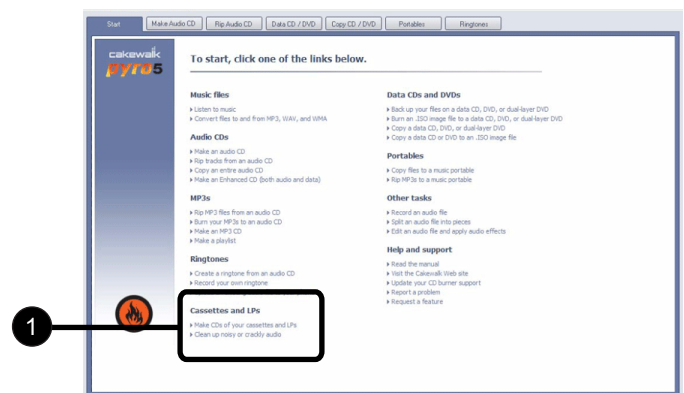 Start Make Audio CD Rip Audio CD Data CD / DVD Copy CD / DVD Portables Ringtones
cakewalk
pyro5
To start, click one of the links below.
Music files
Listen to music
Convert files to and from MP3, WAV, and WMA
Audio CDs
Make an audio CD
Rip tracks from an audio CD
Copy an entire audio CD
Make an Enhanced CD (both audio and data)
MP3s
Rip MP3 files from an audio CD
Burn your MP3s to an audio CD
Make an MP3 CD
Make a playlist
Ringtones
Create a ringtone from an audio CD
Record your own ringtone
Cassettes and LPs
Make CDs of your cassettes and LPs
Clean up noisy or crackly audio
Data CDs and DVDs
Back up your files on a data CD, DVD, or dual-layer DVD
Burn an .ISO image file to a data CD, DVD, or dual-layer DVD
Copy a data CD, DVD, or dual-layer DVD
Copy a data CD or DVD to an .ISO image file
Portables
Copy files to a music portable
Rip MP3s to a music portable
Other tasks
Record an audio file
Split an audio file into pieces
Edit an audio file and apply audio effects
Help and support
Read the manual
Visit the Cakewalk Web site
Update your CD burner support
Report a problem
Request a feature
1